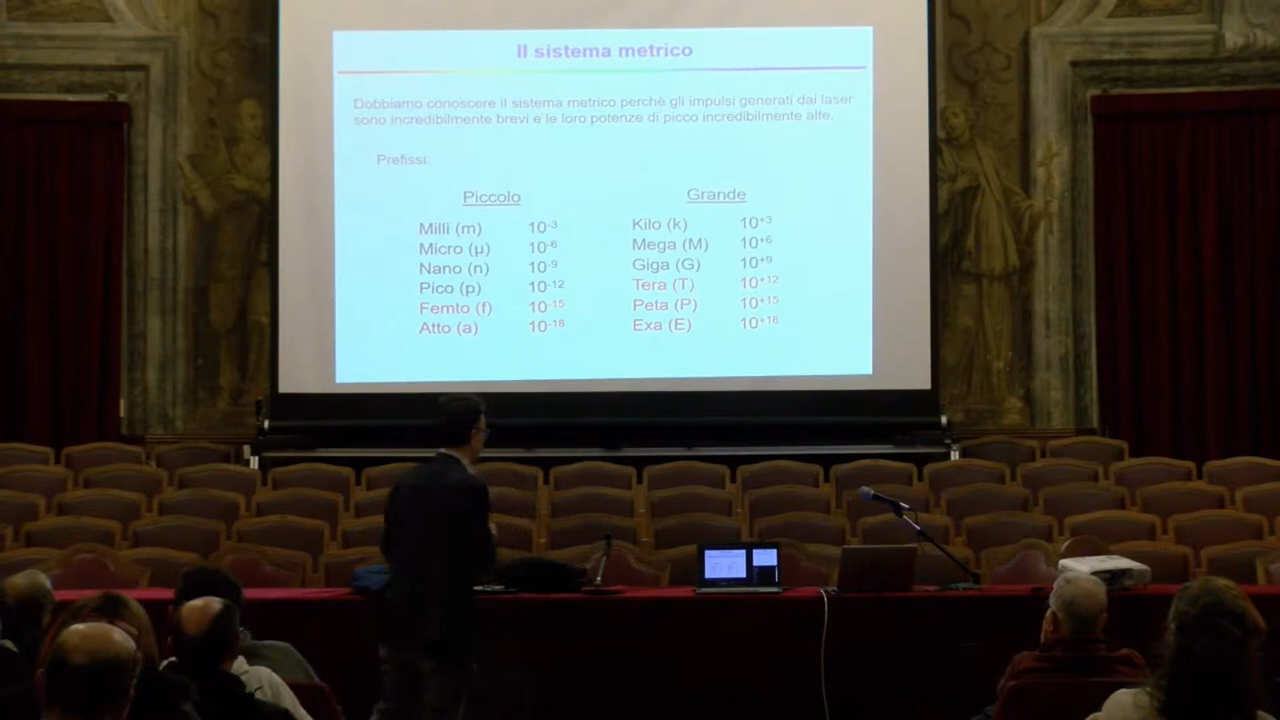 Il sistema metrico
Dobbiamo conoscere il sistema metrico perchè gli impulsi generati dai laser
sono incredibilmente brevi e le loro potenze di picco incredibilmente alte.
Prefissi:
Piccolo
Milli (m) 10⁻³
Micro (μ) 10⁻⁶
Nano (n) 10⁻⁹
Pico (p) 10⁻¹²
Femto (f) 10⁻¹⁵
Atto (a) 10⁻¹⁸
Grande
Kilo (k) 10⁺³
Mega (M) 10⁺⁶
Giga (G) 10⁺⁹
Tera (T) 10⁺¹²
Peta (P) 10⁺¹⁵
Exa (E) 10⁺¹⁸